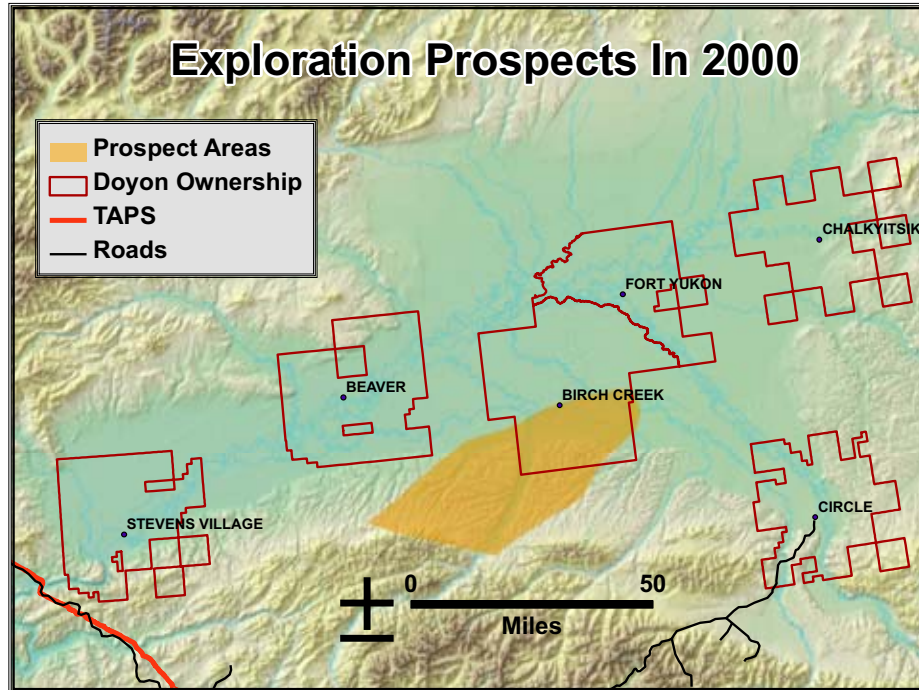 Exploration Prospects In 2000
Prospect Areas
Doyon Ownership
TAPS
Roads
CHALKYITSIK
FORT YUKON
BEAVER
BIRCH CREEK
STEVENS VILLAGE
CIRCLE
0 50
Miles